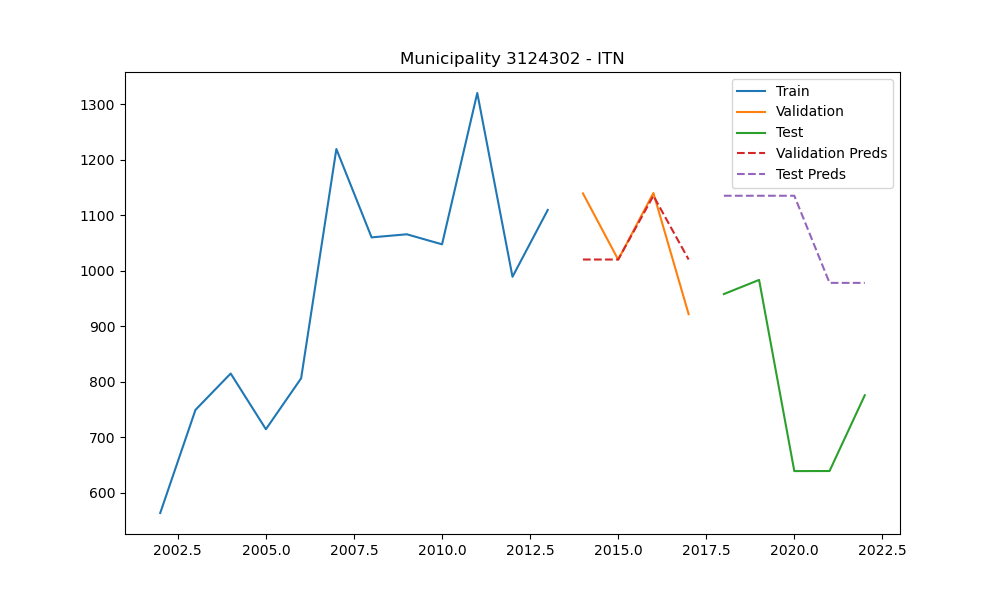 Municipality 3124302 - ITN
1300
1200
1100
1000
900
800
700
600
Train
Validation
Test
Validation Preds
Test Preds
2002.5 2005.0 2007.5 2010.0 2012.5 2015.0 2017.5 2020.0 2022.5